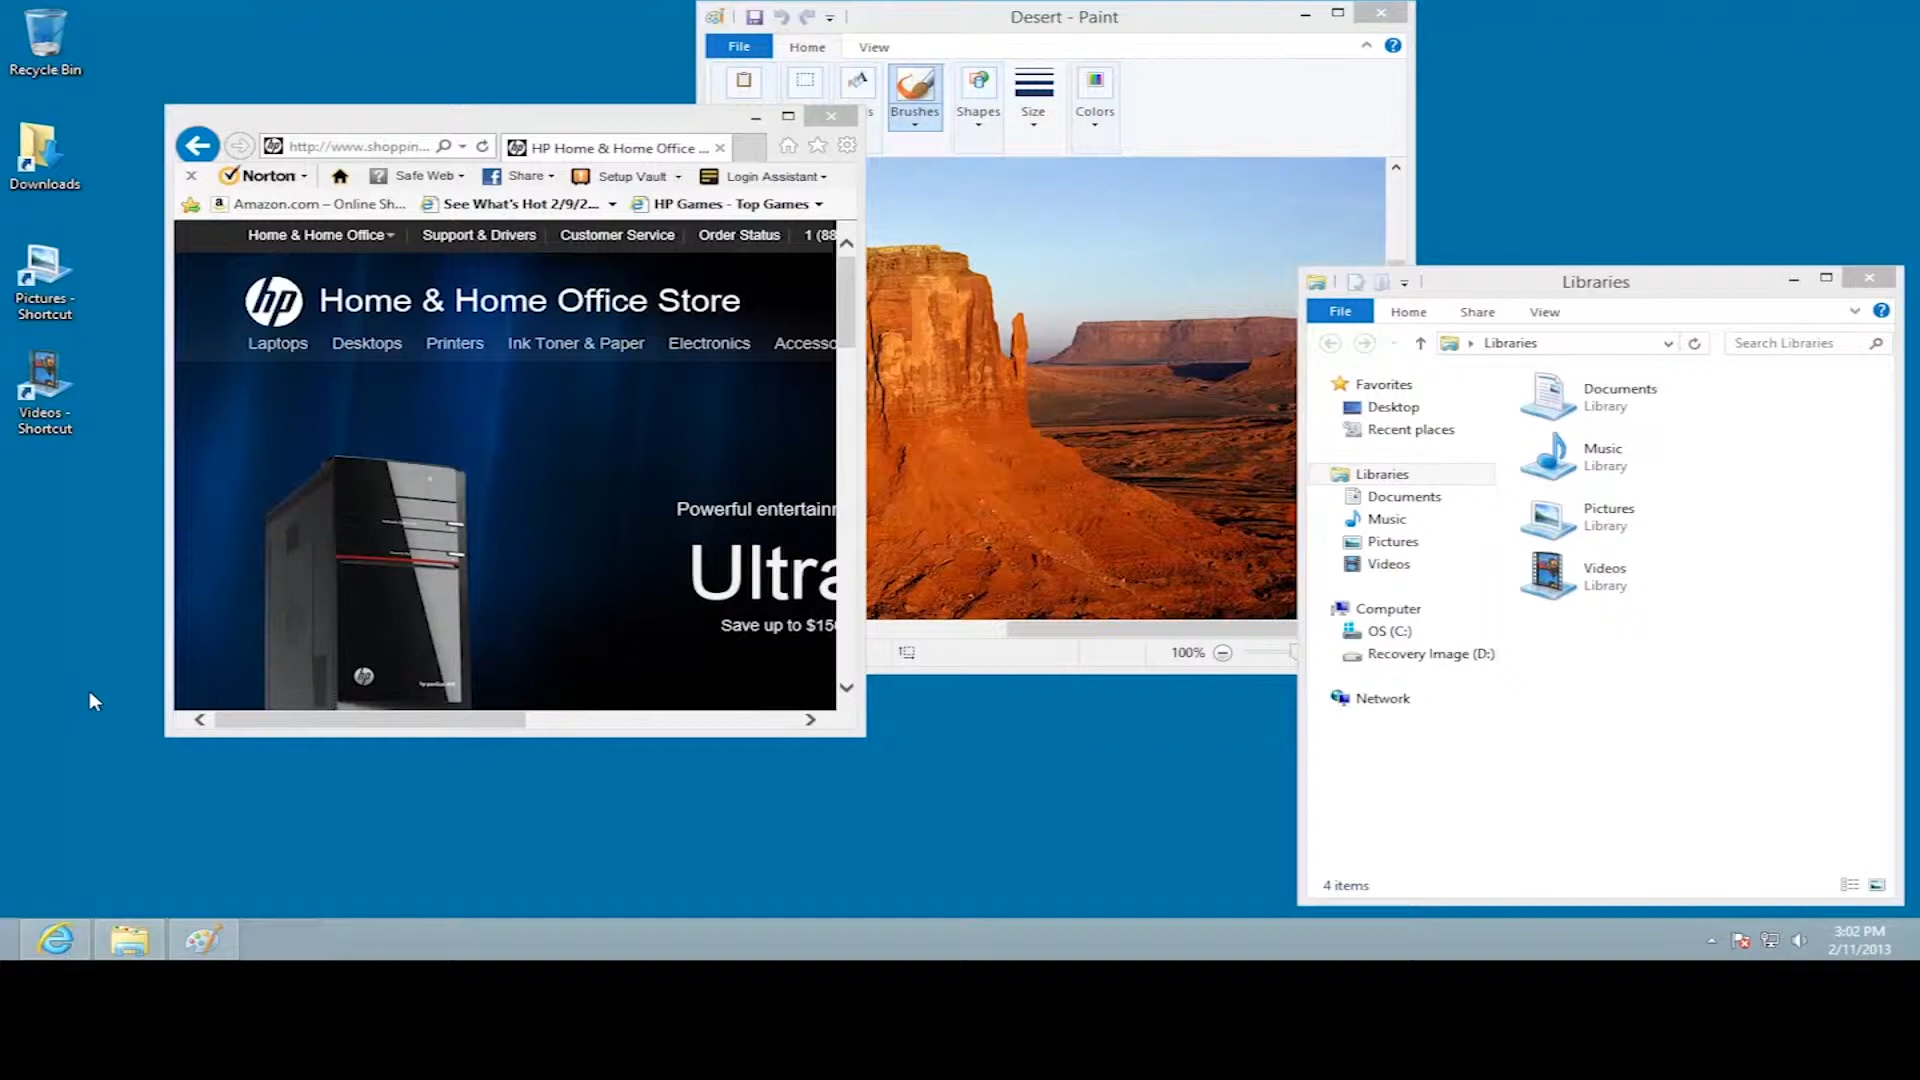 Recycle Bin
Downloads
Pictures -
Shortcut
Videos -
Shortcut
Desert - Paint
File
Home
View
Brushes
Shapes
Size
Colors
100%
http://www.shoppin...
HP Home & Home Office ...
Norton
Safe Web
Share
Setup Vault
Login Assistant
Amazon.com – Online Sh...
See What's Hot 2/9/2...
HP Games - Top Games
Home & Home Office
Support & Drivers
Customer Service
Order Status
1 (88
hp Home & Home Office Store
Laptops
Desktops
Printers
Ink Toner & Paper
Electronics
Accesso
Powerful entertain
Ultra
Save up to $15
hp
Libraries
File
Home
Share
View
Libraries
Search Libraries
Favorites
Desktop
Recent places
Libraries
Documents
Music
Pictures
Videos
Computer
OS (C:)
Recovery Image (D:)
Network
Documents
Library
Music
Library
Pictures
Library
Videos
Library
4 items
3:02 PM
2/11/2013